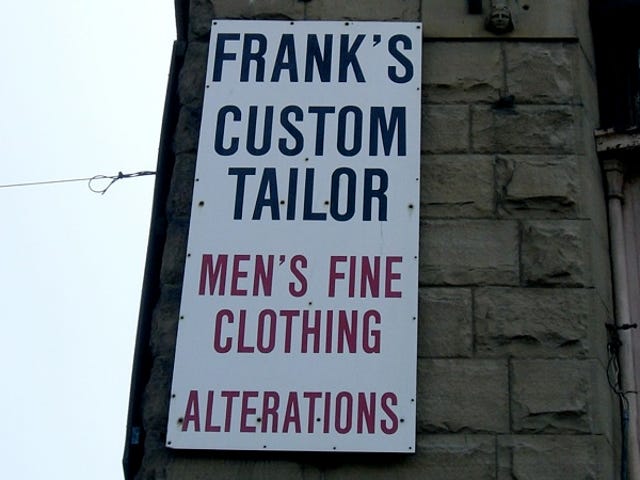 FRANK'S
CUSTOM
TAILOR
MEN'S FINE
CLOTHING
ALTERATIONS